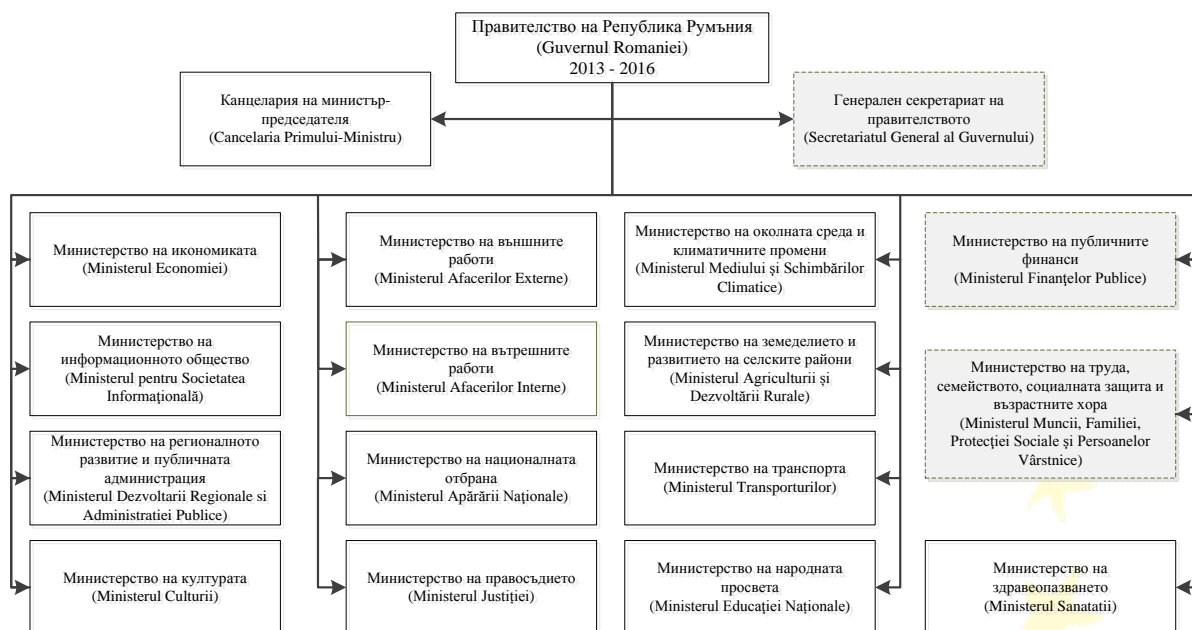 Правителство на Република Румъния
(Guvernul Romaniei)
2013 - 2016
Канцелария на министър-
председателя
(Cancelaria Primului-Ministru)
Генерален секретариат на
правителството
(Secretariatul General al Guvernului)
Министерство на икономиката
(Ministerul Economiei)
Министерство на външните
работи
(Ministerul Afacerilor Externe)
Министерство на околната среда и
климатичните промени
(Ministerul Mediului și Schimbărilor
Climatice)
Министерство на публичните
финанси
(Ministerul Finanţelor Publice)
Министерство на
информационното общество
(Ministerul pentru Societatea
Informaţională)
Министерство на вътрешните
работи
(Ministerul Afacerilor Interne)
Министерство на земеделието и
развитието на селските райони
(Ministerul Agriculturii și
Dezvoltării Rurale)
Министерство на труда,
семейството, социалната защита и
възрастните хора
(Ministerul Muncii, Familiei,
Protecţiei Sociale și Persoanelor
Vârstnice)
Министерство на регионалното
развитие и публичната
администрация
(Ministerul Dezvoltarii Regionale si
Administratiei Publice)
Министерство на националната
отбрана
(Ministerul Apărării Naţionale)
Министерство на транспорта
(Ministerul Transporturilor)
Министерство на културата
(Ministerul Culturii)
Министерство на правосъдието
(Ministerul Justiţiei)
Министерство на народната
просвета
(Ministerul Educaţiei Naţionale)
Министерство на
здравеопазването
(Ministerul Sanatatii)